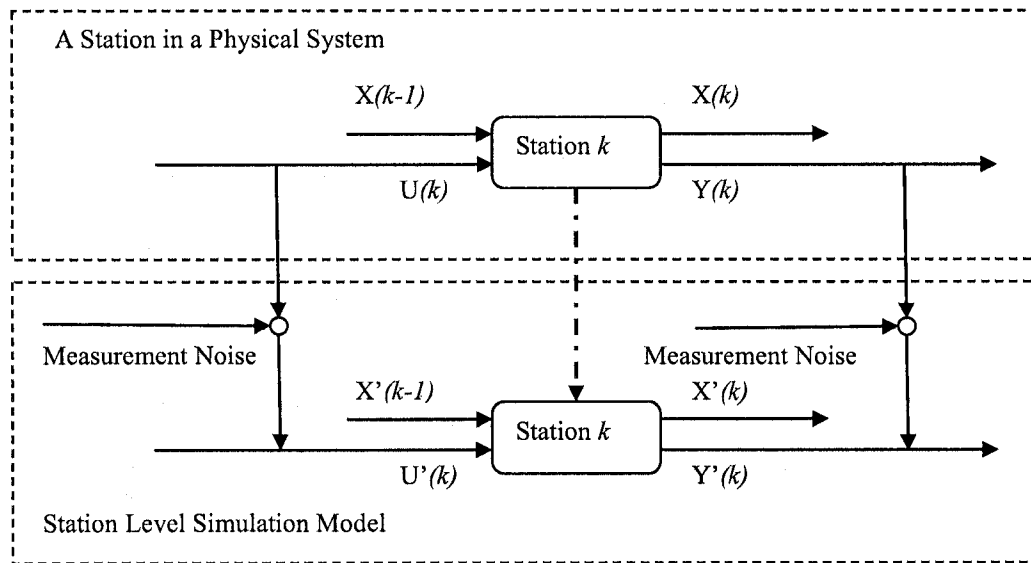 A Station in a Physical System
X(k-1)
X(k)
Station k
U(k)
Y(k)
Measurement Noise
Measurement Noise
X’(k-1)
X’(k)
Station k
U’(k)
Y’(k)
Station Level Simulation Model